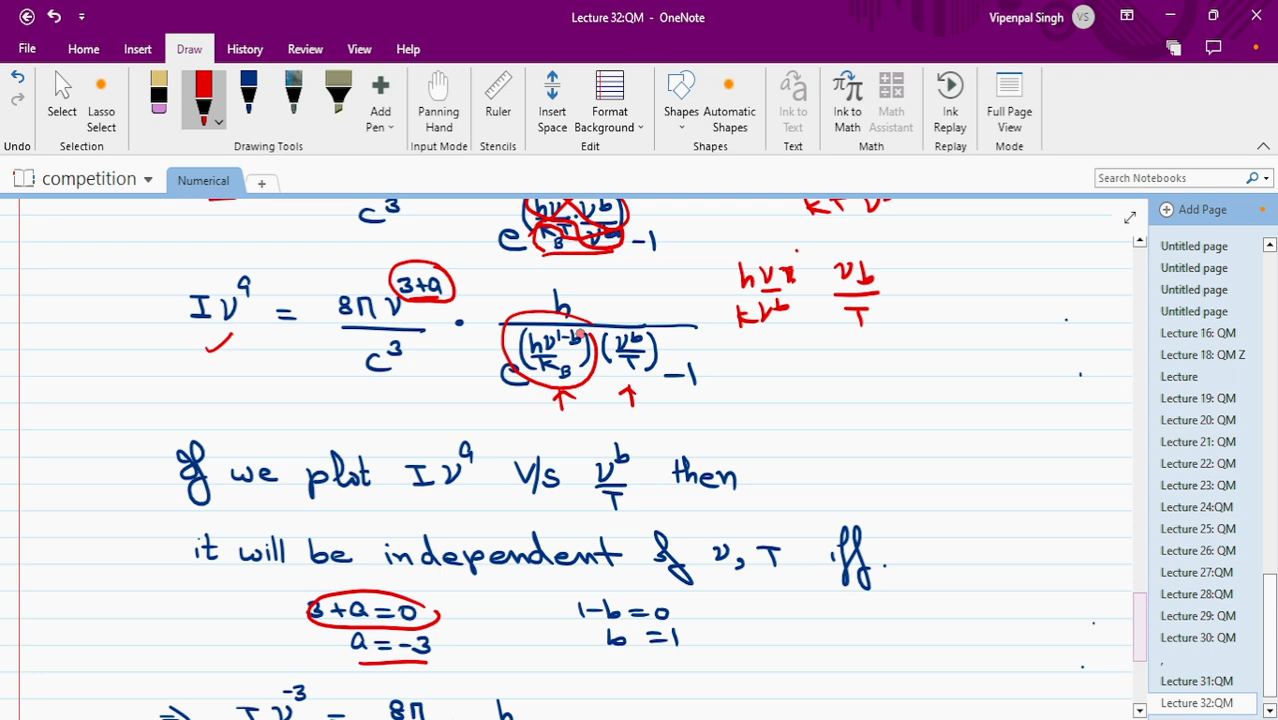 Lecture 32:QM - OneNote
Vipenpal Singh VS
File Home Insert Draw History Review View Help
Select Lasso Select Add Pen Panning Hand Ruler Insert Space Format Background Shapes Automatic Shapes Ink to Text Ink to Math Math Assistant Ink Replay Full Page View
Undo Selection Drawing Tools Input Mode Stencils Edit Shapes Text Math Replay Mode
competition Numerical + Search Notebooks
Add Page
c³ e^(hν/k_BT · ν^b/ν^b) −1
Iν^a = 8πν^(3+a)/c³ · h/(e^(hν^(1−b)/k_B)(ν^b/T) −1)
If we plot Iν^a V/s ν^b/T then
it will be independent of ν, T iff.
3+a=0 1−b=0
a=−3 b=1
⇒ Iν^−3 = 8π . h
Untitled page
Untitled page
Untitled page
Untitled page
Lecture 16: QM
Lecture 18: QM Z
Lecture
Lecture 19: QM
Lecture 20: QM
Lecture 21: QM
Lecture 22: QM
Lecture 23: QM
Lecture 24:QM
Lecture 25: QM
Lecture 26: QM
Lecture 27:QM
Lecture 28:QM
Lecture 29: QM
Lecture 30: QM
,
Lecture 31:QM
Lecture 32:QM